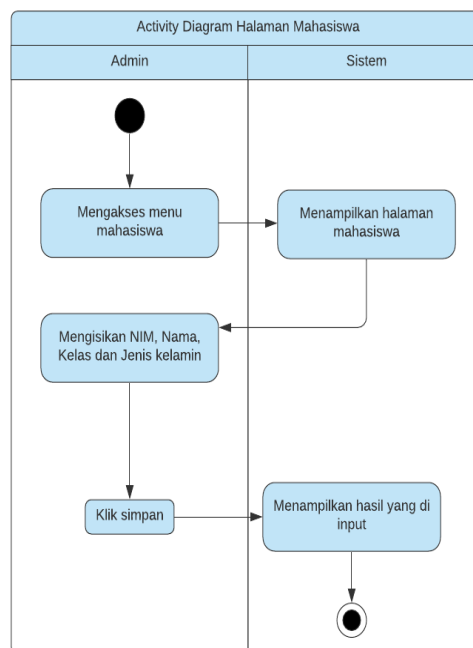 Activity Diagram Halaman Mahasiswa
Admin
Sistem
Mengakses menu
mahasiswa
Menampilkan halaman
mahasiswa
Mengisikan NIM, Nama,
Kelas dan Jenis kelamin
Klik simpan
Menampilkan hasil yang di
input